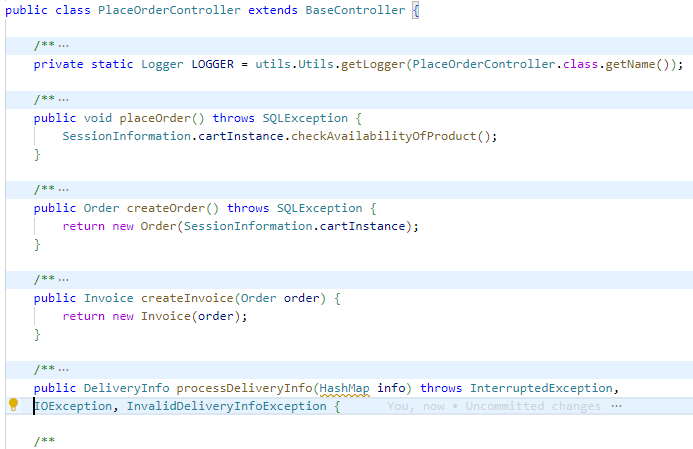 public class PlaceOrderController extends BaseController {
/** ···
private static Logger LOGGER = utils.Utils.getLogger(PlaceOrderController.class.getName());
/** ···
public void placeOrder() throws SQLException {
SessionInformation.cartInstance.checkAvailabilityOfProduct();
}
/** ···
public Order createOrder() throws SQLException {
return new Order(SessionInformation.cartInstance);
}
/** ···
public Invoice createInvoice(Order order) {
return new Invoice(order);
}
/** ···
public DeliveryInfo processDeliveryInfo(HashMap info) throws InterruptedException,
IOException, InvalidDeliveryInfoException { You, now • Uncommitted changes ···
/**